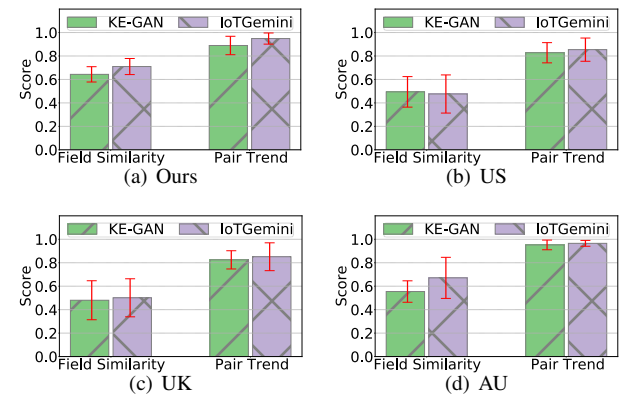 KE-GAN IoTGemini
1.0
0.8
0.6
0.4
0.2
0.0
Score
Field Similarity Pair Trend
(a) Ours
KE-GAN IoTGemini
1.0
0.8
0.6
0.4
0.2
0.0
Score
Field Similarity Pair Trend
(b) US
KE-GAN IoTGemini
1.0
0.8
0.6
0.4
0.2
0.0
Score
Field Similarity Pair Trend
(c) UK
KE-GAN IoTGemini
1.0
0.8
0.6
0.4
0.2
0.0
Score
Field Similarity Pair Trend
(d) AU